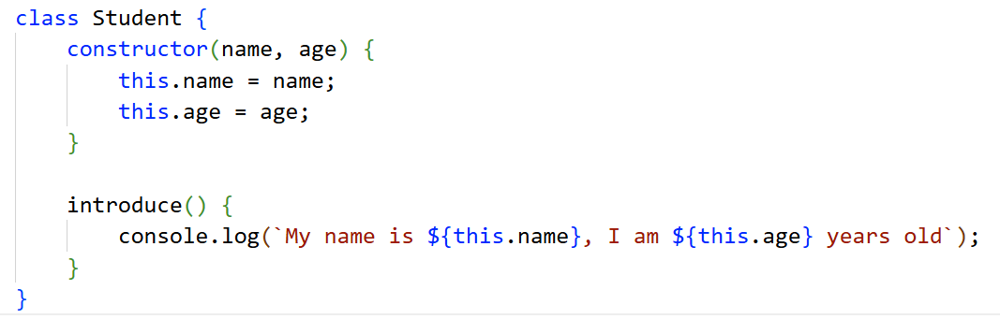 class Student {
    constructor(name, age) {
        this.name = name;
        this.age = age;
    }

    introduce() {
        console.log(`My name is ${this.name}, I am ${this.age} years old`);
    }
}